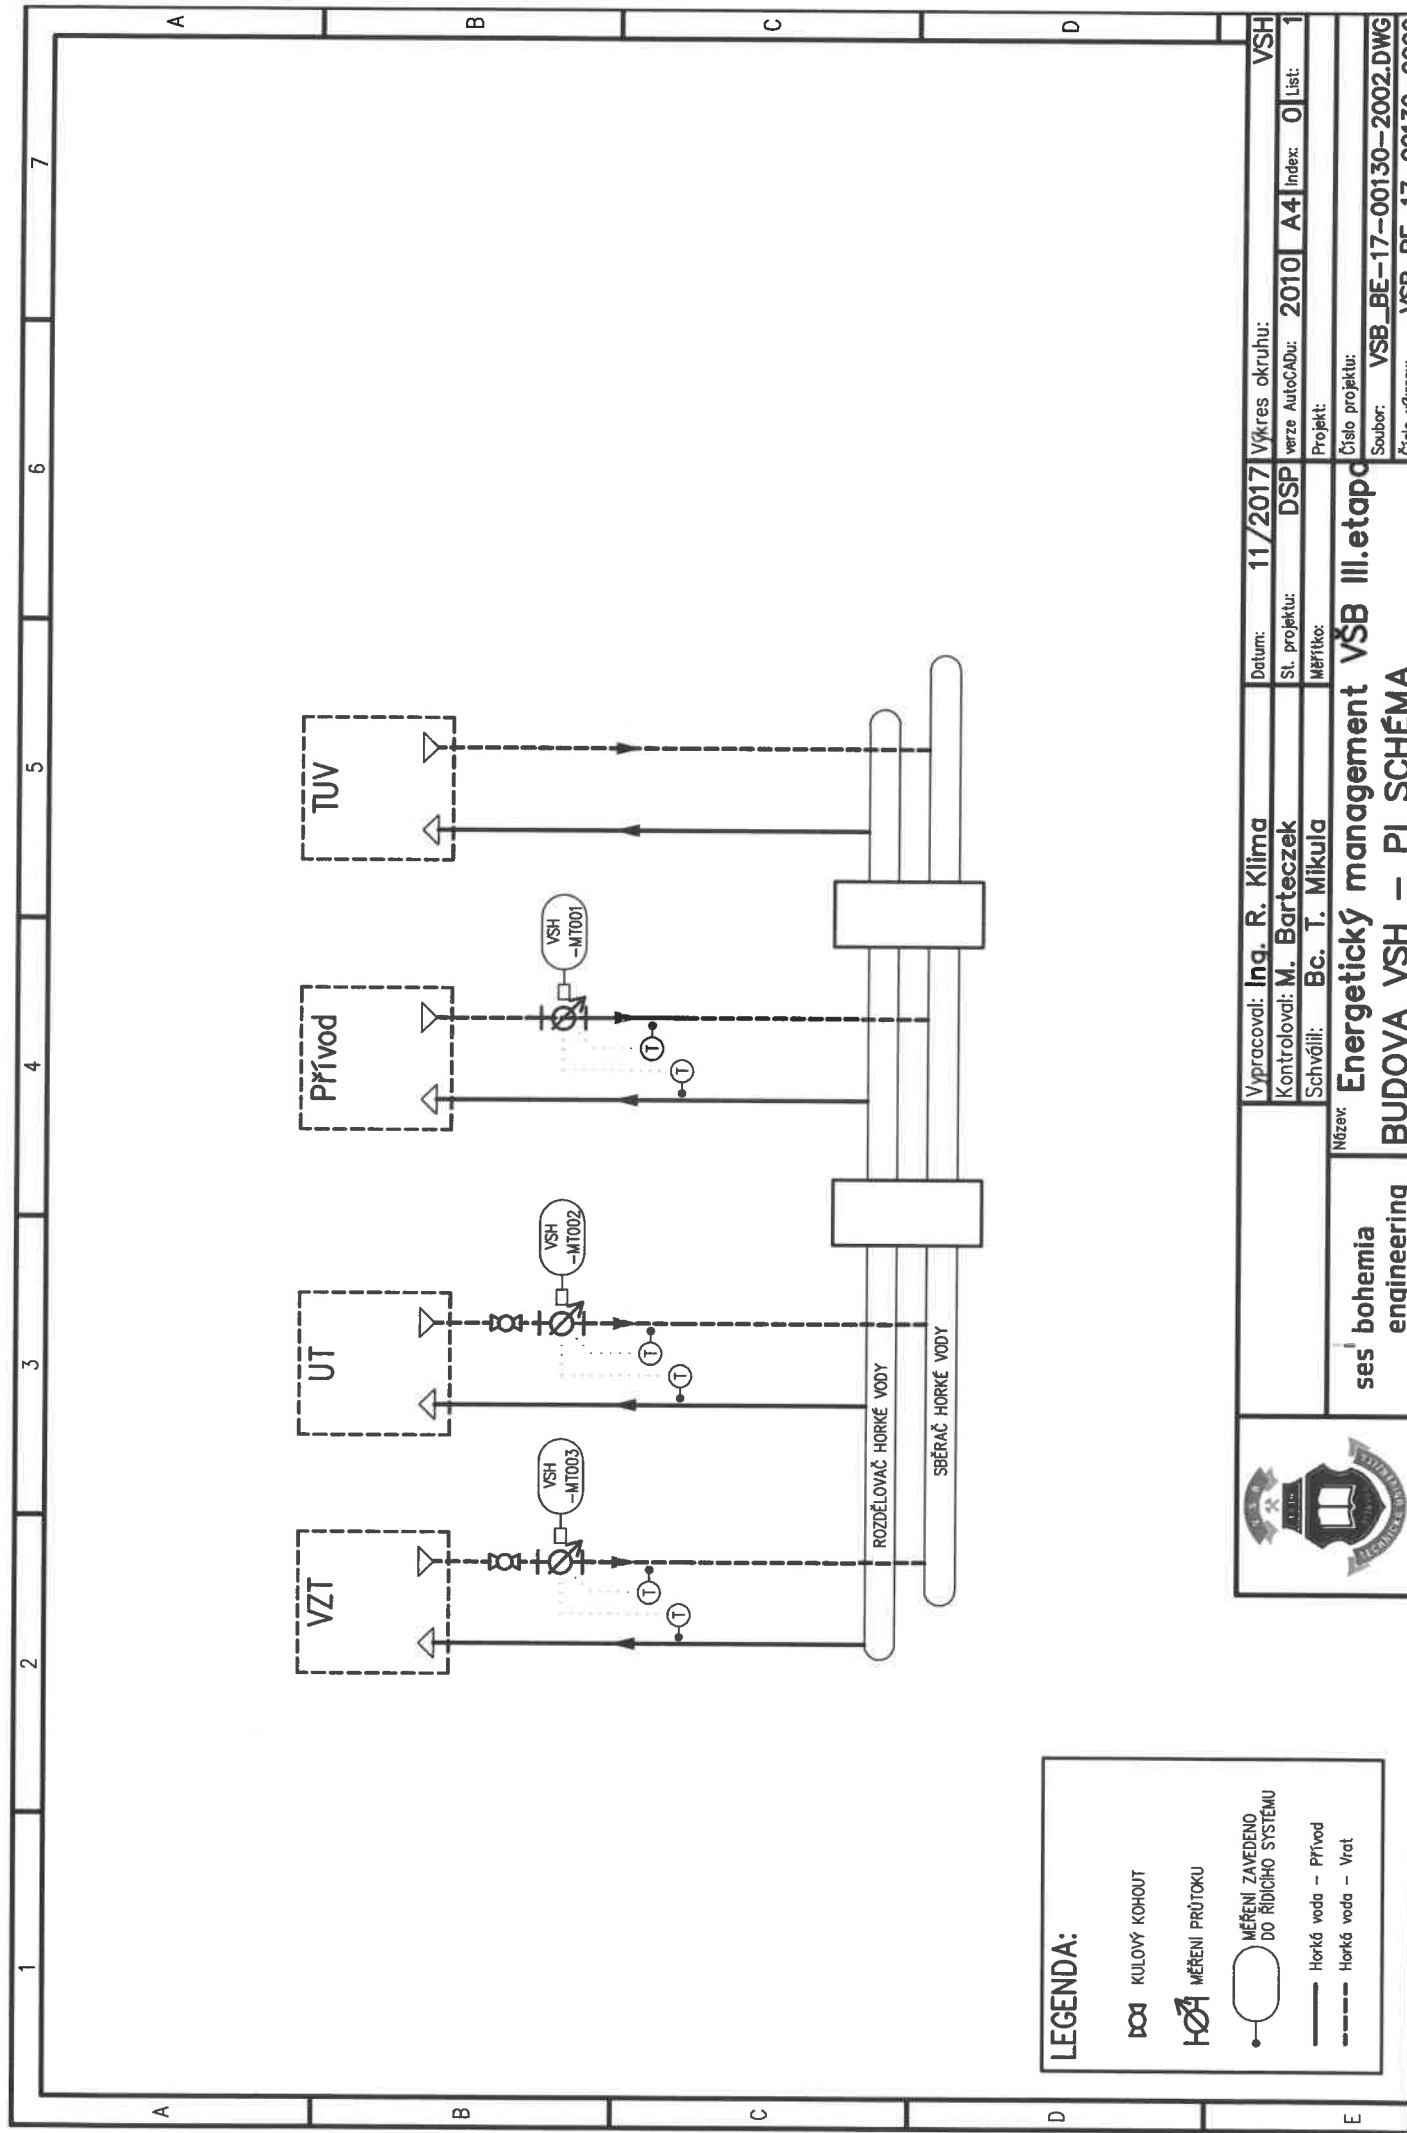 1
2
3
4
5
6
7
A
B
C
D
A
B
C
D
E
VZT
UT
Přívod
TUV
VSH
-MT003
VSH
-MT002
VSH
-MT001
T
T
T
T
T
T
ROZDĚLOVAČ HORKÉ VODY
SBĚRAČ HORKÉ VODY
LEGENDA:
KULOVÝ KOHOUT
MĚŘENÍ PRŮTOKU
MĚŘENÍ ZAVEDENO
DO ŘÍDICÍHO SYSTÉMU
Horká voda – Přívod
Horká voda – Vrat
ses bohemia
engineering
Vypracoval: Ing. R. Klima
Kontroloval: M. Barteczek
Schválil: Bc. T. Mikula
Datum: 11/2017
St. projektu: DSP
Měřítko:
Výkres okruhu: VSH
verze AutoCADu: 2010 A4 Index: 0 List: 1
Projekt:
Číslo projektu:
Soubor: VSB_BE-17-00130-2002.DWG
Název: Energetický management VŠB III.etapa
BUDOVA VSH – PI SCHÉMA